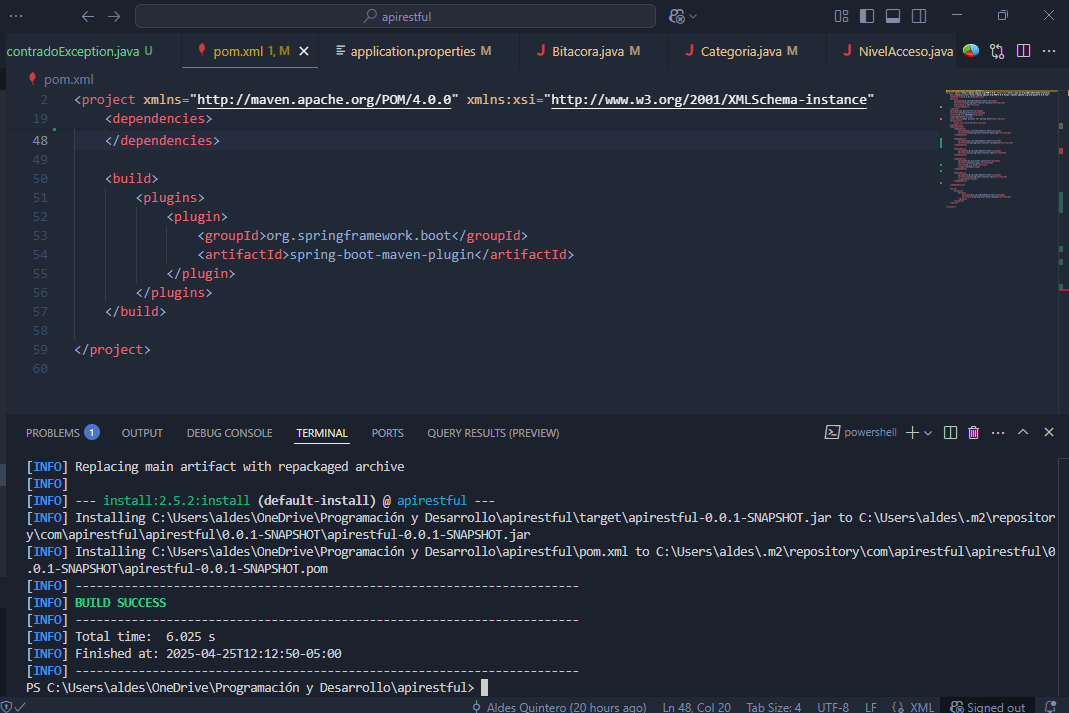 apirestful
contradoException.java U
pom.xml 1, M
application.properties M
Bitacora.java M
Categoria.java M
NivelAcceso.java
pom.xml
2 <project xmlns="http://maven.apache.org/POM/4.0.0" xmlns:xsi="http://www.w3.org/2001/XMLSchema-instance"
19 <dependencies>
48 </dependencies>
49
50 <build>
51 <plugins>
52 <plugin>
53 <groupId>org.springframework.boot</groupId>
54 <artifactId>spring-boot-maven-plugin</artifactId>
55 </plugin>
56 </plugins>
57 </build>
58
59 </project>
60
PROBLEMS 1 OUTPUT DEBUG CONSOLE TERMINAL PORTS QUERY RESULTS (PREVIEW)
powershell
[INFO] Replacing main artifact with repackaged archive
[INFO]
[INFO] --- install:2.5.2:install (default-install) @ apirestful ---
[INFO] Installing C:\Users\aldes\OneDrive\Programación y Desarrollo\apirestful\target\apirestful-0.0.1-SNAPSHOT.jar to C:\Users\aldes\.m2\repositor
y\com\apirestful\apirestful\0.0.1-SNAPSHOT\apirestful-0.0.1-SNAPSHOT.jar
[INFO] Installing C:\Users\aldes\OneDrive\Programación y Desarrollo\apirestful\pom.xml to C:\Users\aldes\.m2\repository\com\apirestful\apirestful\0
.0.1-SNAPSHOT\apirestful-0.0.1-SNAPSHOT.pom
[INFO] ------------------------------------------------------------------------
[INFO] BUILD SUCCESS
[INFO] ------------------------------------------------------------------------
[INFO] Total time:  6.025 s
[INFO] Finished at: 2025-04-25T12:12:50-05:00
[INFO] ------------------------------------------------------------------------
PS C:\Users\aldes\OneDrive\Programación y Desarrollo\apirestful>
Aldes Quintero (20 hours ago) Ln 48, Col 20 Tab Size: 4 UTF-8 LF {} XML Signed out